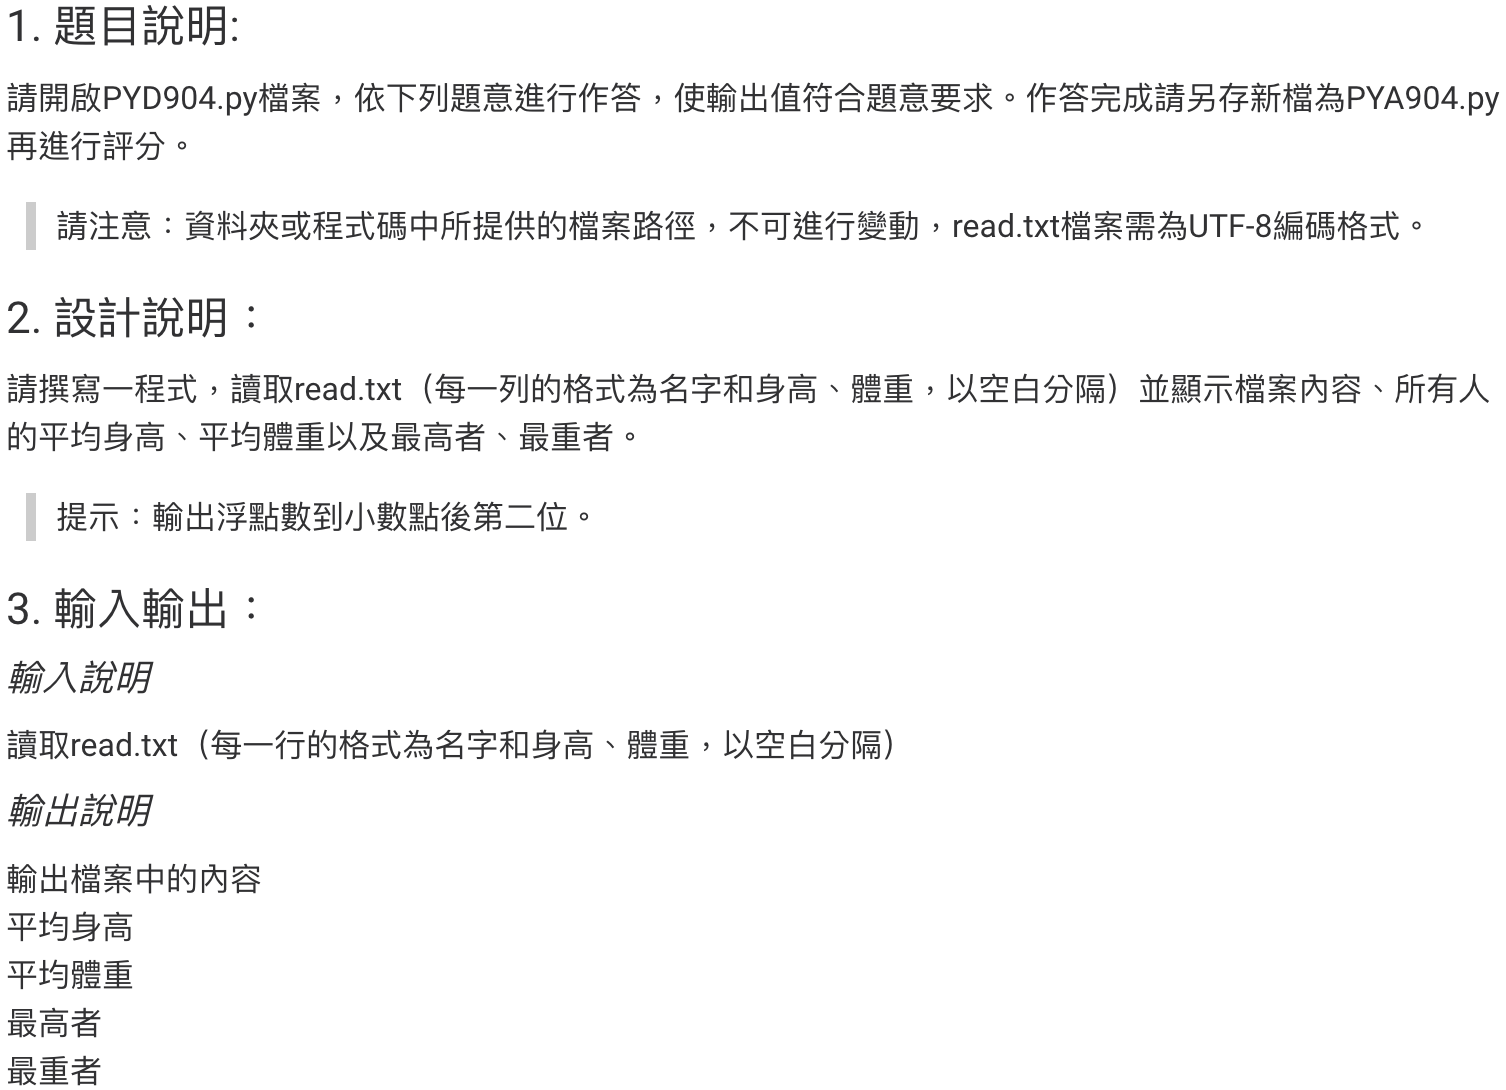 1. 題目說明:
請開啟PYD904.py檔案，依下列題意進行作答，使輸出值符合題意要求。作答完成請另存新檔為PYA904.py
再進行評分。
請注意：資料夾或程式碼中所提供的檔案路徑，不可進行變動，read.txt檔案需為UTF-8編碼格式。
2. 設計說明：
請撰寫一程式，讀取read.txt（每一列的格式為名字和身高、體重，以空白分隔）並顯示檔案內容、所有人
的平均身高、平均體重以及最高者、最重者。
提示：輸出浮點數到小數點後第二位。
3. 輸入輸出：
輸入說明
讀取read.txt（每一行的格式為名字和身高、體重，以空白分隔）
輸出說明
輸出檔案中的內容
平均身高
平均體重
最高者
最重者